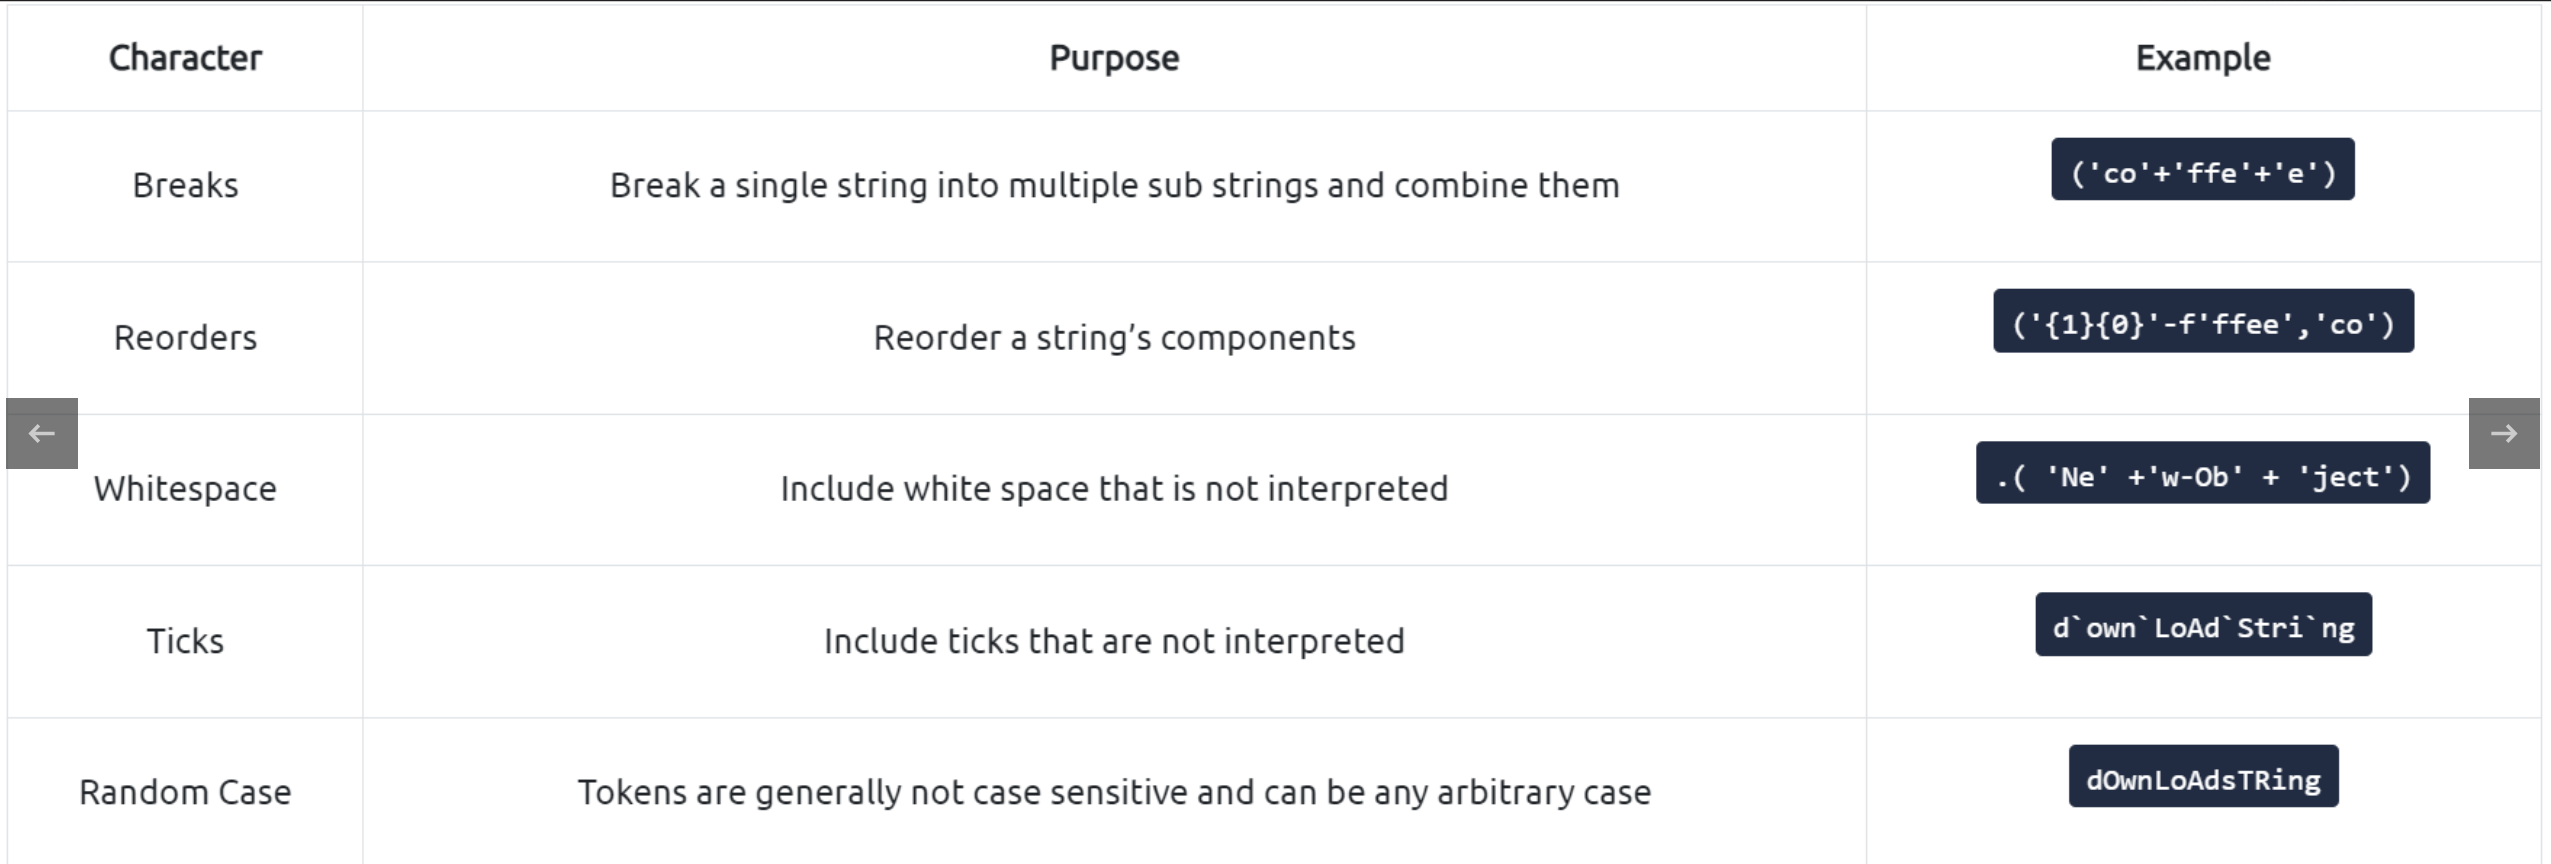 Character Purpose Example
Breaks Break a single string into multiple sub strings and combine them ('co'+'ffe'+'e')
Reorders Reorder a string’s components ('{1}{0}'-f'ffee','co')
Whitespace Include white space that is not interpreted .( 'Ne' +'w-Ob' + 'ject')
Ticks Include ticks that are not interpreted d`own`LoAd`Stri`ng
Random Case Tokens are generally not case sensitive and can be any arbitrary case dOwnLoAdsTRing